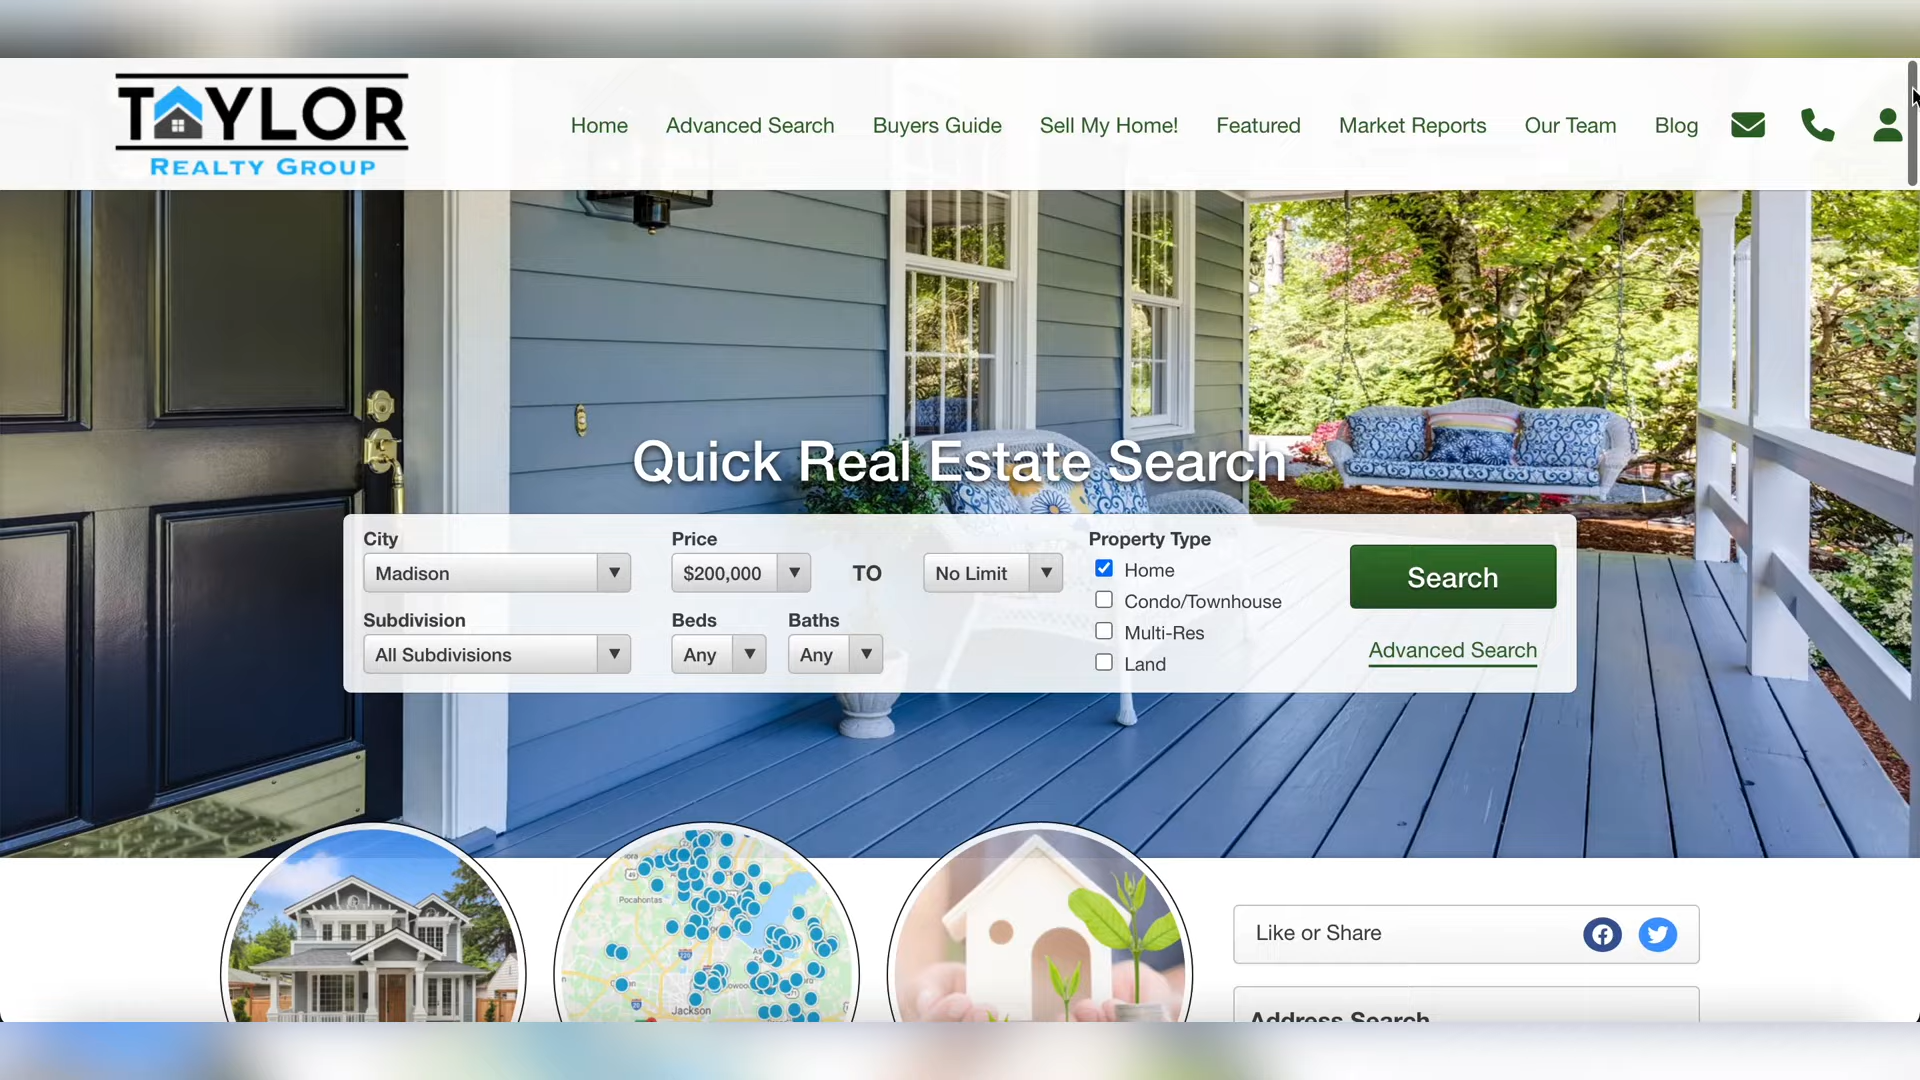 TAYLOR
REALTY GROUP
Home Advanced Search Buyers Guide Sell My Home! Featured Market Reports Our Team Blog
Quick Real Estate Search
City
Madison
Price
$200,000 TO No Limit
Property Type
Home
Condo/Townhouse
Multi-Res
Land
Subdivision
All Subdivisions
Beds
Any
Baths
Any
Search
Advanced Search
Pocahontas
Jackson
Like or Share
Address Search